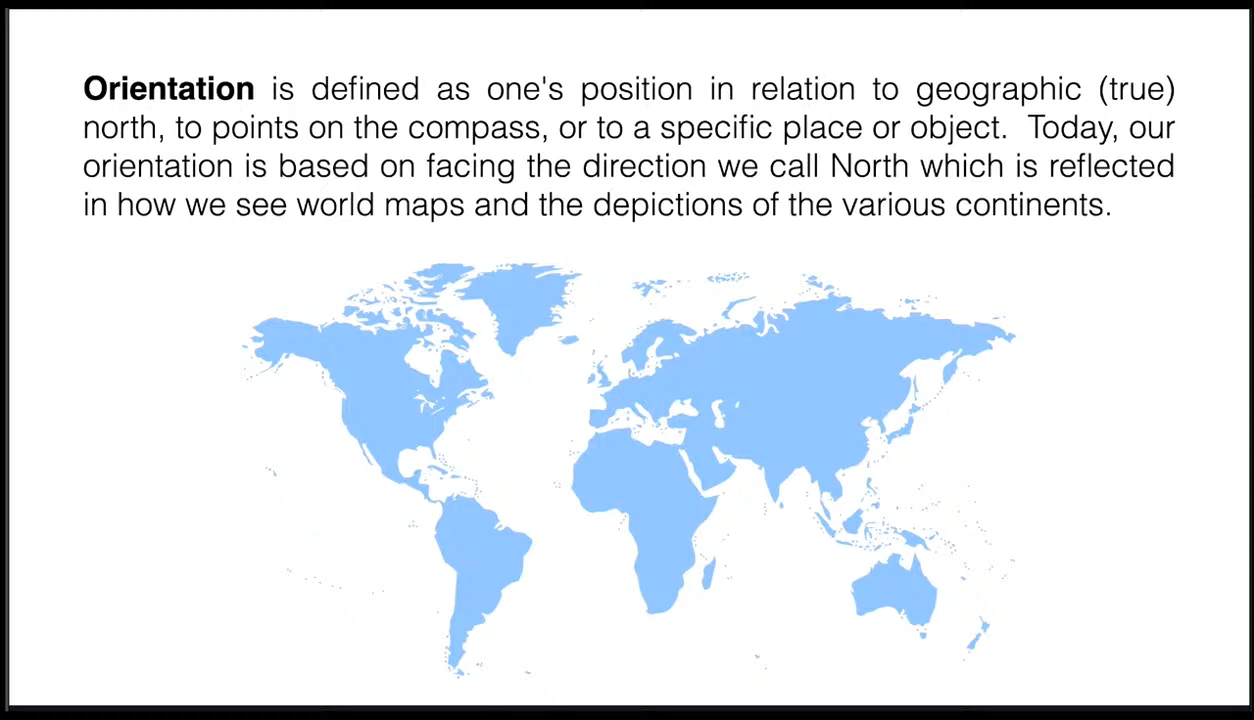 Orientation is defined as one's position in relation to geographic (true)
north, to points on the compass, or to a specific place or object.  Today, our
orientation is based on facing the direction we call North which is reflected
in how we see world maps and the depictions of the various continents.